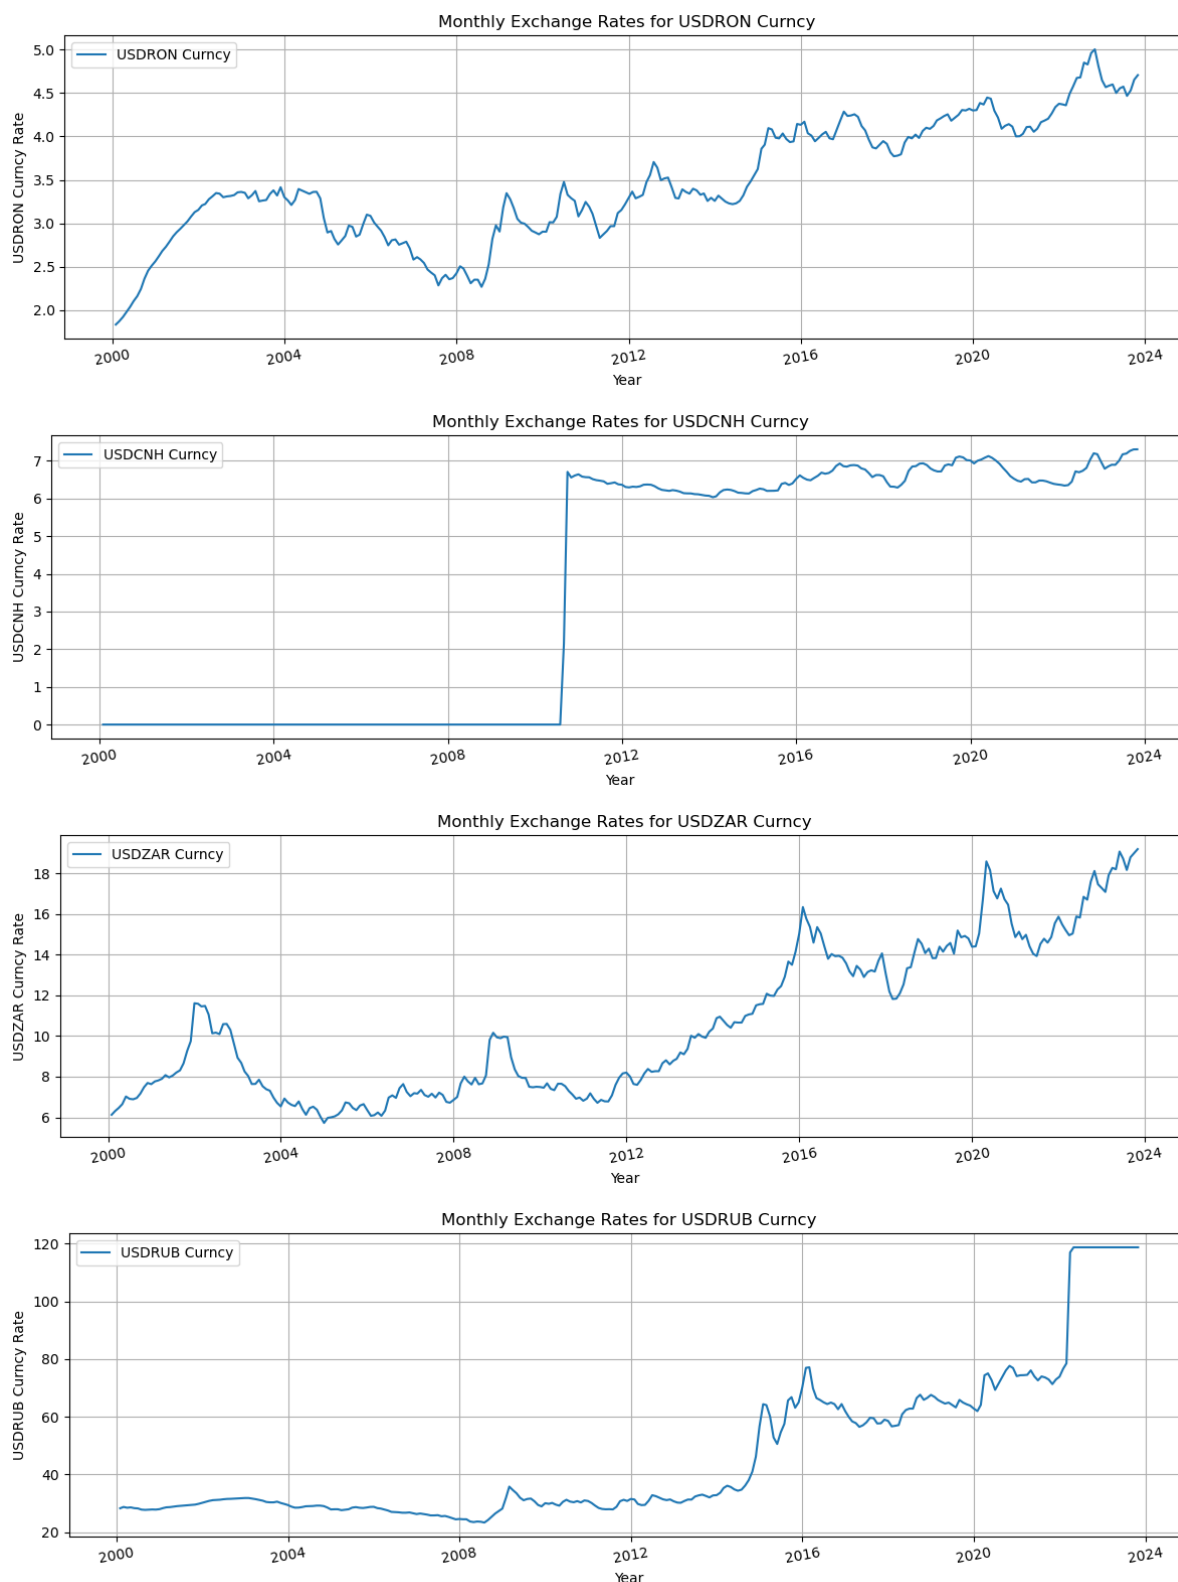 Monthly Exchange Rates for USDRON Curncy
USDRON Curncy
USDRON Curncy Rate
5.0
4.5
4.0
3.5
3.0
2.5
2.0
2000 2004 2008 2012 2016 2020 2024
Year
Monthly Exchange Rates for USDCNH Curncy
USDCNH Curncy
USDCNH Curncy Rate
7
6
5
4
3
2
1
0
2000 2004 2008 2012 2016 2020 2024
Year
Monthly Exchange Rates for USDZAR Curncy
USDZAR Curncy
USDZAR Curncy Rate
18
16
14
12
10
8
6
2000 2004 2008 2012 2016 2020 2024
Year
Monthly Exchange Rates for USDRUB Curncy
USDRUB Curncy
USDRUB Curncy Rate
120
100
80
60
40
20
2000 2004 2008 2012 2016 2020 2024
Year